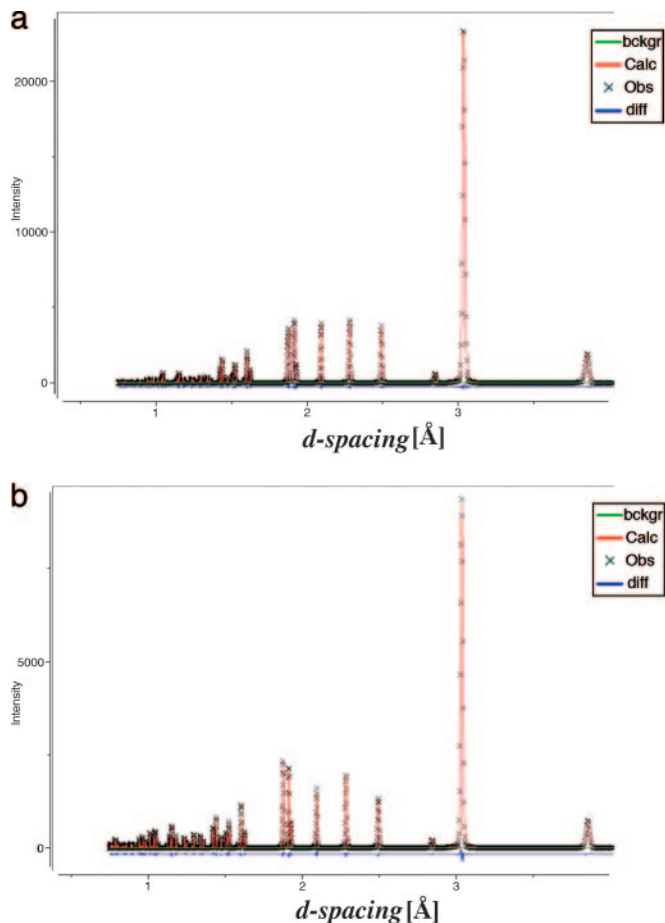 a
20000
10000
0
Intensity
bckgr
Calc
Obs
diff
1 2 3
d-spacing[Å]
b
5000
0
Intensity
bckgr
Calc
Obs
diff
1 2 3
d-spacing[Å]